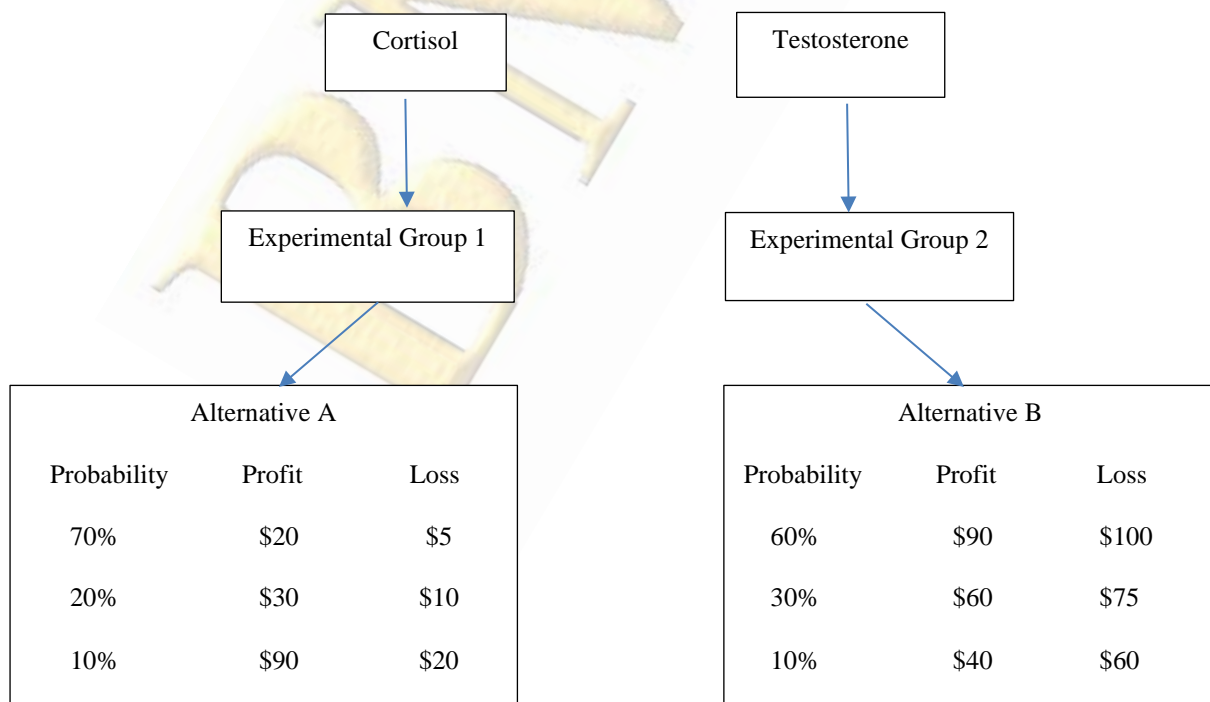 Cortisol
Testosterone
Experimental Group 1
Experimental Group 2
Alternative A
Probability Profit Loss
70% $20 $5
20% $30 $10
10% $90 $20
Alternative B
Probability Profit Loss
60% $90 $100
30% $60 $75
10% $40 $60